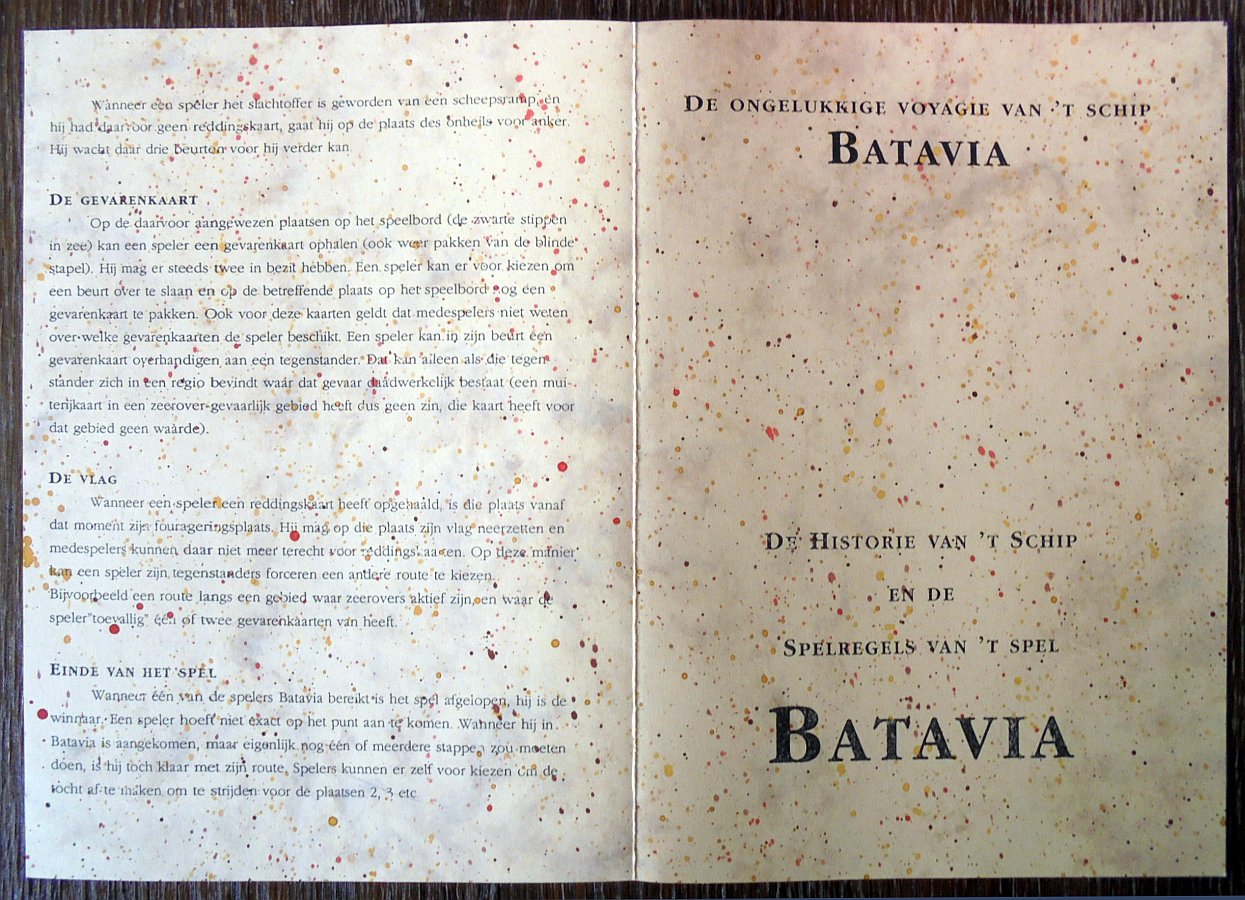 Wanneer een speler het slachtoffer is geworden van een scheepsramp, en
hij had daarvoor geen reddingskaart, gaat hij op de plaats des onheils voor anker.
Hij wacht daar drie beurten voor hij verder kan.
DE GEVARENKAART
Op de daarvoor aangewezen plaatsen op het speelbord (de zwarte stippen
in zee) kan een speler een gevarenkaart ophalen (ook weer pakken van de blinde
stapel). Hij mag er steeds twee in bezit hebben. Een speler kan er voor kiezen om
een beurt over te slaan en op de betreffende plaats op het speelbord nog een
gevarenkaart te pakken. Ook voor deze kaarten geldt dat medespelers niet weten
over welke gevarenkaarten de speler beschikt. Een speler kan in zijn beurt een
gevarenkaart overhandigen aan een tegenstander. Dat kan alleen als die tegen-
stander zich in een regio bevindt waar dat gevaar daadwerkelijk bestaat (een mui-
terijkaart in een zeerover-gevaarlijk gebied heeft dus geen zin, die kaart heeft voor
dat gebied geen waarde).
DE VLAG
Wanneer een speler een reddingskaart heeft opgehaald, is die plaats vanaf
dat moment zijn fourageringsplaats. Hij mag op die plaats zijn vlag neerzetten en
medespelers kunnen daar niet meer terecht voor reddingskaarten. Op deze manier
kan een speler zijn tegenstanders forceren een andere route te kiezen.
Bijvoorbeeld een route langs een gebied waar zeerovers aktief zijn, en waar de
speler "toevallig" één of twee gevarenkaarten van heeft.
EINDE VAN HET SPEL
Wanneer één van de spelers Batavia bereikt is het spel afgelopen, hij is de
winnaar. Een speler hoeft niet exact op het punt aan te komen. Wanneer hij in
Batavia is aangekomen, maar eigenlijk nog één of meerdere stappen zou moeten
doen, is hij toch klaar met zijn route. Spelers kunnen er zelf voor kiezen om de
tocht af te maken om te strijden voor de plaatsen 2, 3 etc.
DE ONGELUKKIGE VOYAGIE VAN 'T SCHIP
BATAVIA
DE HISTORIE VAN 'T SCHIP
EN DE
SPELREGELS VAN 'T SPEL
BATAVIA